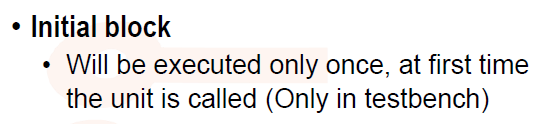 • Initial block
• Will be executed only once, at first time
the unit is called (Only in testbench)